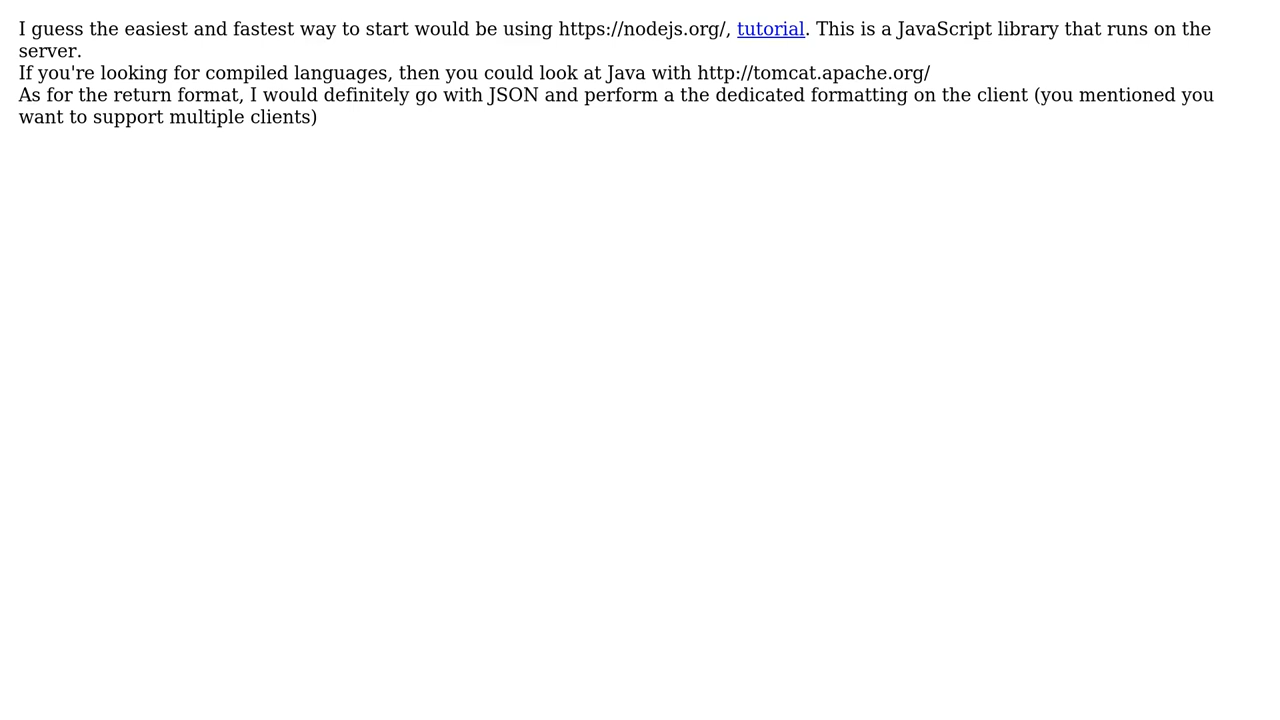 I guess the easiest and fastest way to start would be using https://nodejs.org/, tutorial. This is a JavaScript library that runs on the
server.
If you're looking for compiled languages, then you could look at Java with http://tomcat.apache.org/
As for the return format, I would definitely go with JSON and perform a the dedicated formatting on the client (you mentioned you
want to support multiple clients)